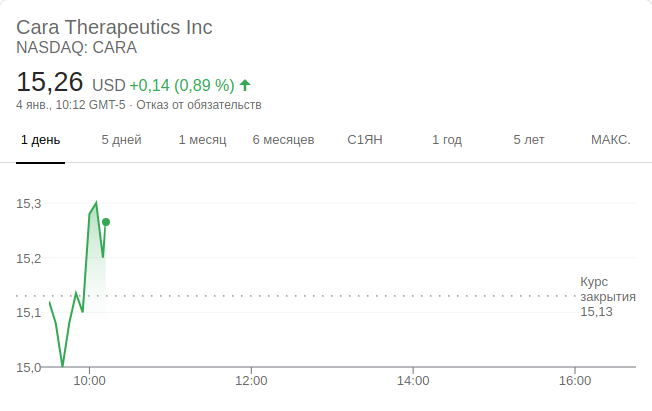 Cara Therapeutics Inc
NASDAQ: CARA
15,26 USD +0,14 (0,89 %)
4 янв., 10:12 GMT-5 · Отказ от обязательств
1 день 5 дней 1 месяц 6 месяцев С1ЯН 1 год 5 лет МАКС.
15,3
15,2
Курс
закрытия
15,13
15,1
15,0
10:00 12:00 14:00 16:00